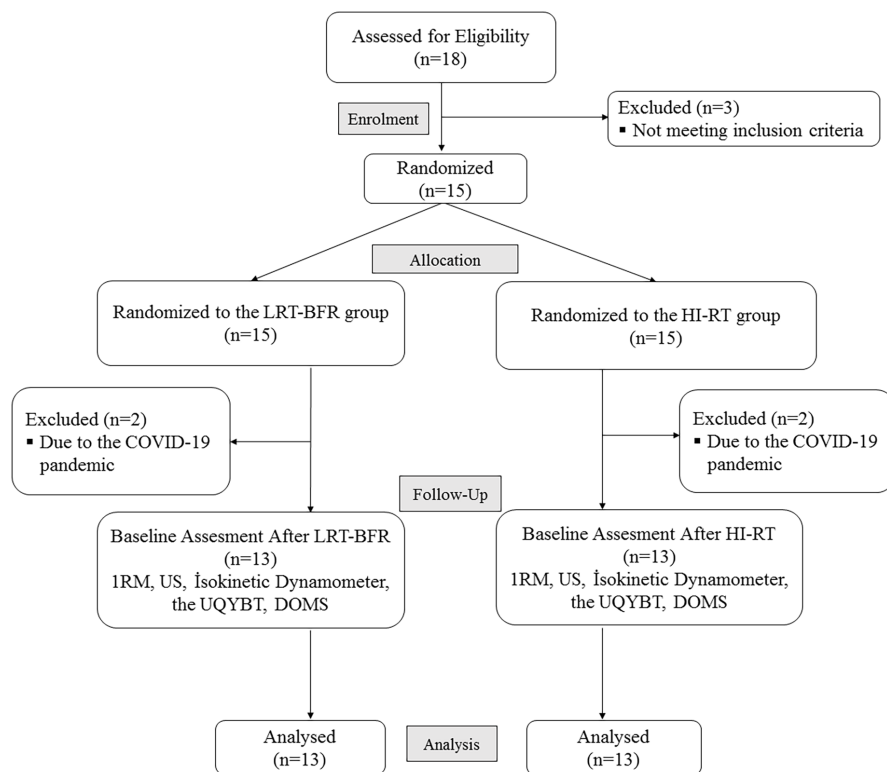 Assessed for Eligibility
(n=18)
Enrolment
Excluded (n=3)
▪ Not meeting inclusion criteria
Randomized
(n=15)
Allocation
Randomized to the LRT-BFR group
(n=15)
Randomized to the HI-RT group
(n=15)
Excluded (n=2)
▪ Due to the COVID-19
pandemic
Excluded (n=2)
▪ Due to the COVID-19
pandemic
Follow-Up
Baseline Assesment After LRT-BFR
(n=13)
1RM, US, İsokinetic Dynamometer,
the UQYBT, DOMS
Baseline Assesment After HI-RT
(n=13)
1RM, US, İsokinetic Dynamometer,
the UQYBT, DOMS
Analysed
(n=13)
Analysis
Analysed
(n=13)